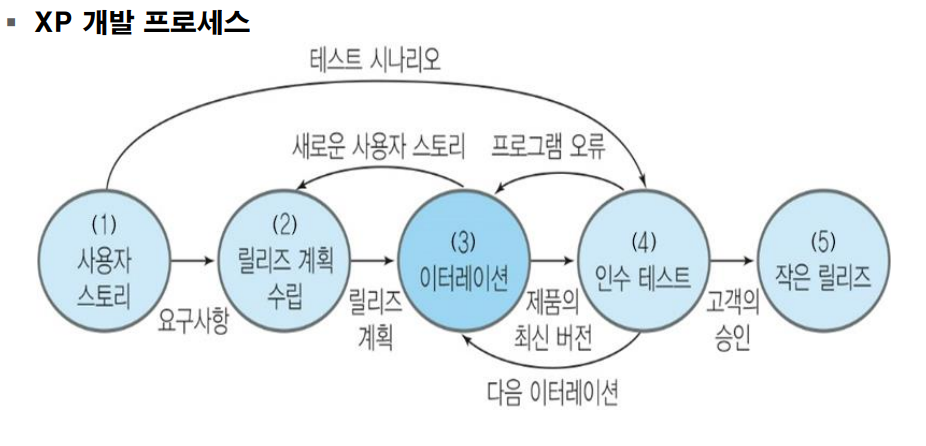 ▪ XP 개발 프로세스
테스트 시나리오
새로운 사용자 스토리
프로그램 오류
(1)
사용자
스토리
(2)
릴리즈 계획
수립
(3)
이터레이션
(4)
인수 테스트
(5)
작은 릴리즈
요구사항
릴리즈
계획
제품의
최신 버전
고객의
승인
다음 이터레이션